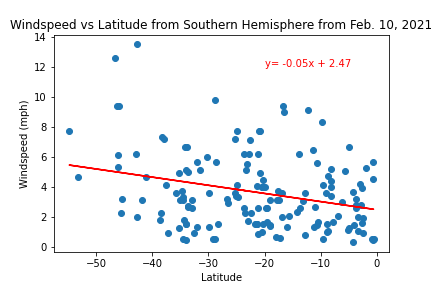 Windspeed vs Latitude from Southern Hemisphere from Feb. 10, 2021
14
y= -0.05x + 2.47
12
10
8
6
4
2
0
Windspeed (mph)
−50 −40 −30 −20 −10 0
Latitude